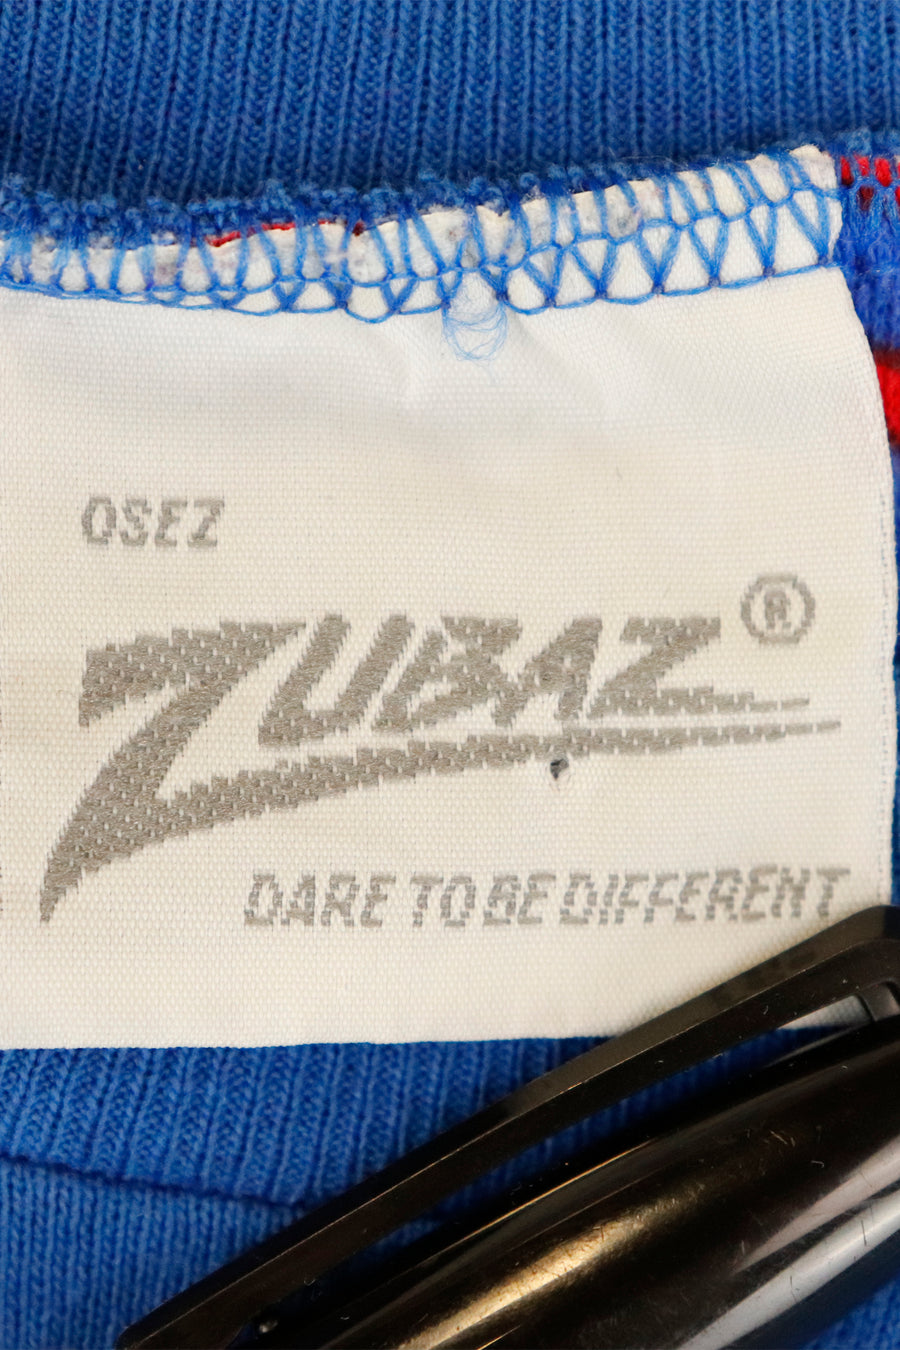 OSEZ
ZUBAZ®
DARE TO BE DIFFERENT